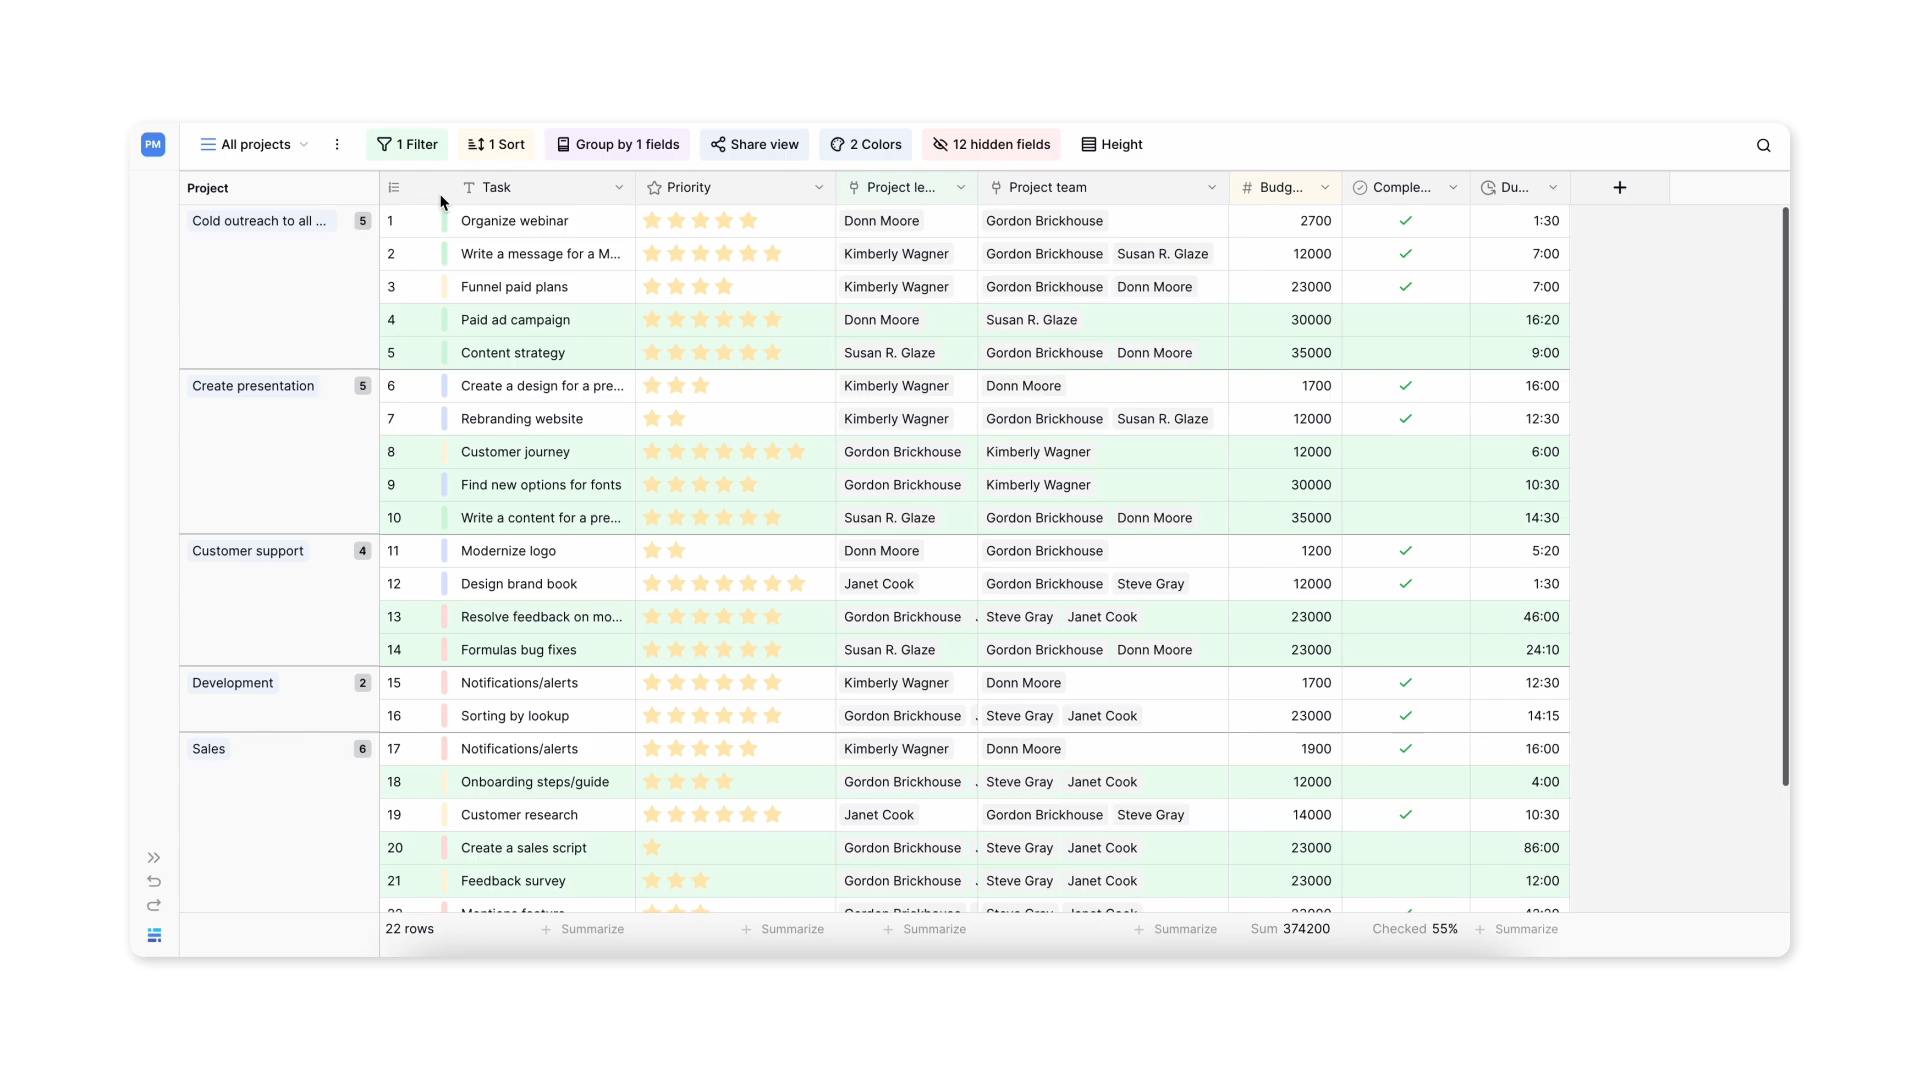 PM All projects 1 Filter 1 Sort Group by 1 fields Share view 2 Colors 12 hidden fields Height
Project Task Priority Project le... Project team # Budg... Comple... Du... +
Cold outreach to all ... 5 1 Organize webinar Donn Moore Gordon Brickhouse 2700 1:30
2 Write a message for a M... Kimberly Wagner Gordon Brickhouse Susan R. Glaze 12000 7:00
3 Funnel paid plans Kimberly Wagner Gordon Brickhouse Donn Moore 23000 7:00
4 Paid ad campaign Donn Moore Susan R. Glaze 30000 16:20
5 Content strategy Susan R. Glaze Gordon Brickhouse Donn Moore 35000 9:00
Create presentation 5 6 Create a design for a pre... Kimberly Wagner Donn Moore 1700 16:00
7 Rebranding website Kimberly Wagner Gordon Brickhouse Susan R. Glaze 12000 12:30
8 Customer journey Gordon Brickhouse Kimberly Wagner 12000 6:00
9 Find new options for fonts Gordon Brickhouse Kimberly Wagner 30000 10:30
10 Write a content for a pre... Susan R. Glaze Gordon Brickhouse Donn Moore 35000 14:30
Customer support 4 11 Modernize logo Donn Moore Gordon Brickhouse 1200 5:20
12 Design brand book Janet Cook Gordon Brickhouse Steve Gray 12000 1:30
13 Resolve feedback on mo... Gordon Brickhouse Steve Gray Janet Cook 23000 46:00
14 Formulas bug fixes Susan R. Glaze Gordon Brickhouse Donn Moore 23000 24:10
Development 2 15 Notifications/alerts Kimberly Wagner Donn Moore 1700 12:30
16 Sorting by lookup Gordon Brickhouse Steve Gray Janet Cook 23000 14:15
Sales 6 17 Notifications/alerts Kimberly Wagner Donn Moore 1900 16:00
18 Onboarding steps/guide Gordon Brickhouse Steve Gray Janet Cook 12000 4:00
19 Customer research Janet Cook Gordon Brickhouse Steve Gray 14000 10:30
20 Create a sales script Gordon Brickhouse Steve Gray Janet Cook 23000 86:00
21 Feedback survey Gordon Brickhouse Steve Gray Janet Cook 23000 12:00
22 rows + Summarize + Summarize + Summarize + Summarize Sum 374200 Checked 55% + Summarize